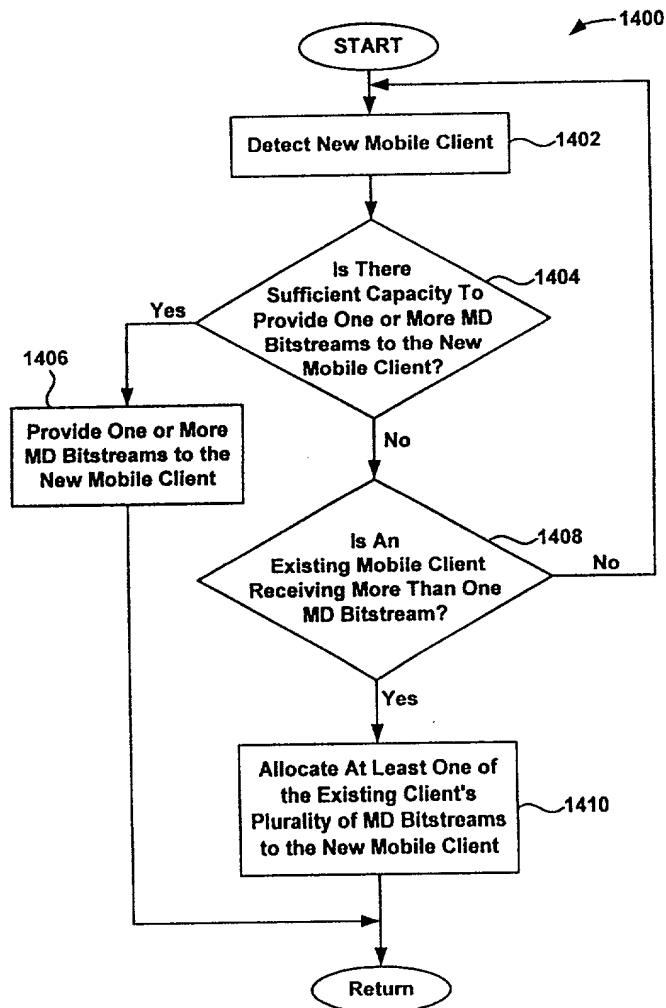 1400
START
Detect New Mobile Client
1402
Is There
Sufficient Capacity To
Provide One or More MD
Bitstreams to the New
Mobile Client?
1404
Yes
1406
Provide One or More
MD Bitstreams to the
New Mobile Client
No
Is An
Existing Mobile Client
Receiving More Than One
MD Bitstream?
1408
No
Yes
Allocate At Least One of
the Existing Client's
Plurality of MD Bitstreams
to the New Mobile Client
1410
Return